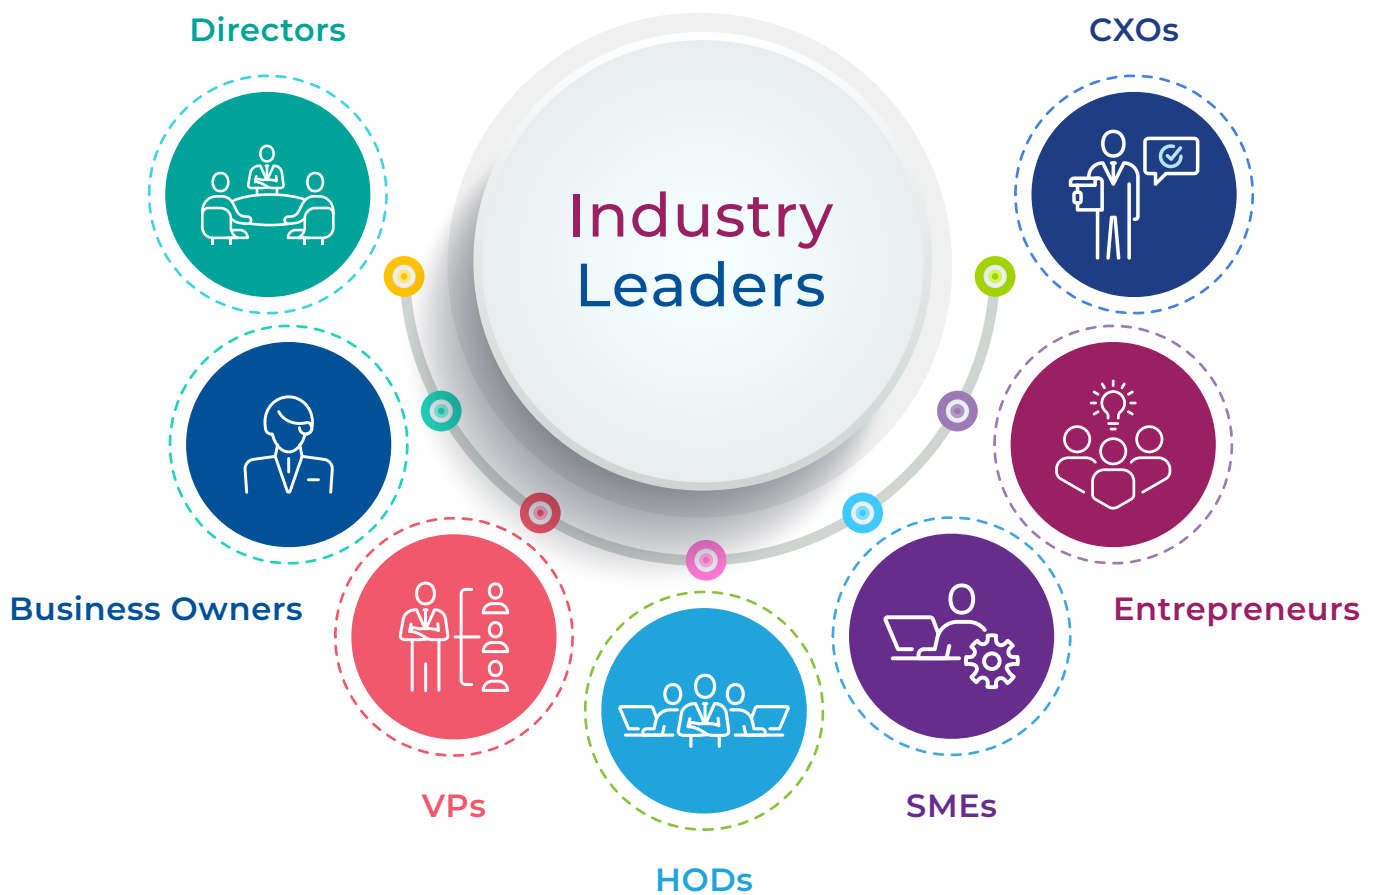 Directors
CXOs
Industry
Leaders
Business Owners
Entrepreneurs
VPs
SMEs
HODs